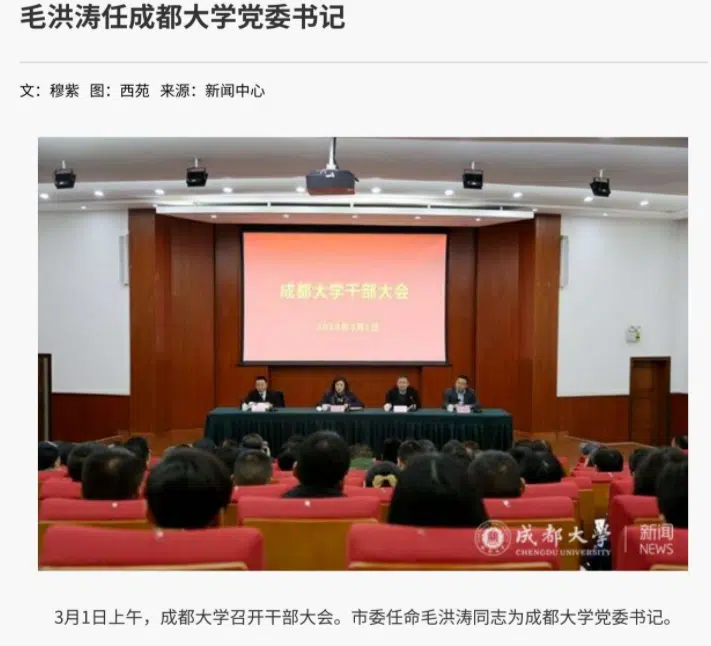 毛洪涛任成都大学党委书记
文：穆紫 图：西苑 来源：新闻中心
成都大学干部大会
成都大学
CHENGDU UNIVERSITY
新闻
NEWS
3月1日上午，成都大学召开干部大会。市委任命毛洪涛同志为成都大学党委书记。